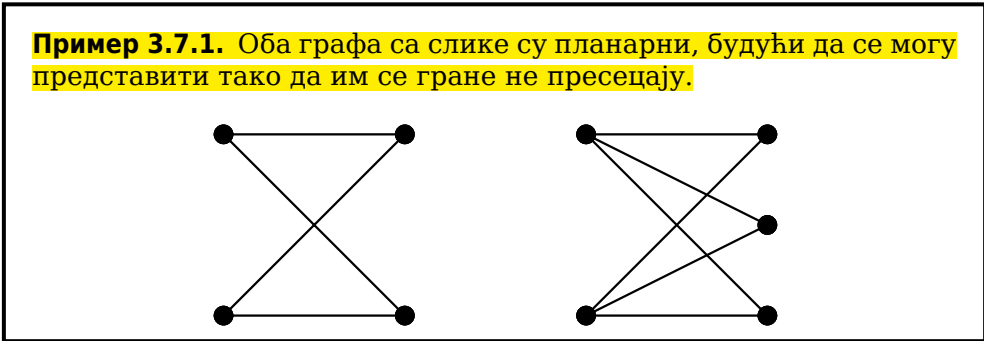 Пример 3.7.1. Оба графа са слике су планарни, будући да се могу
представити тако да им се гране не пресецају.